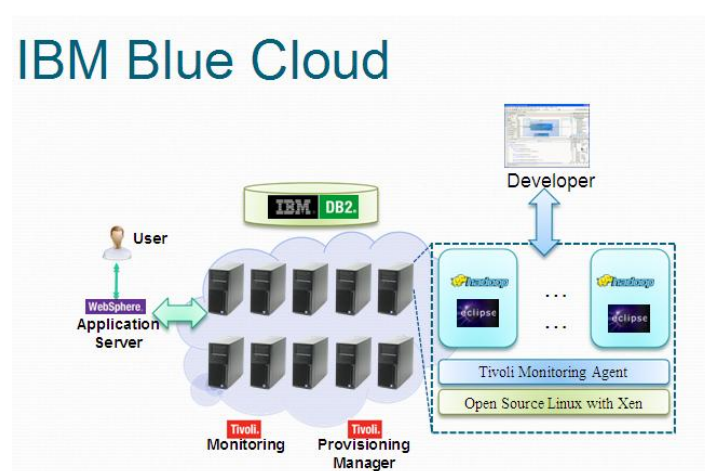 IBM Blue Cloud
Developer
IBM. DB2.
User
WebSphere.
Application
Server
hadoop
hadoop
...
eclipse
eclipse
...
Tivoli Monitoring Agent
Open Source Linux with Xen
Tivoli.
Monitoring
Tivoli.
Provisioning
Manager